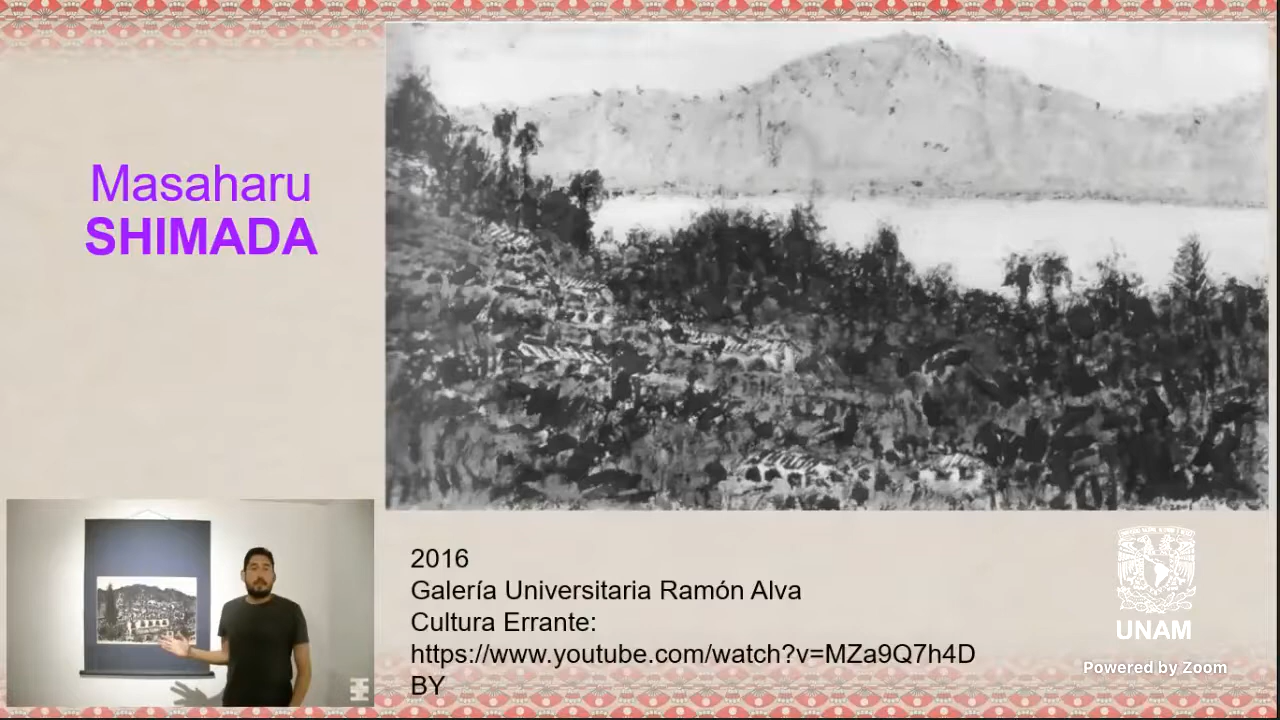 Masaharu
SHIMADA
2016
Galería Universitaria Ramón Alva
Cultura Errante:
https://www.youtube.com/watch?v=MZa9Q7h4D
BY
UNAM
Powered by Zoom